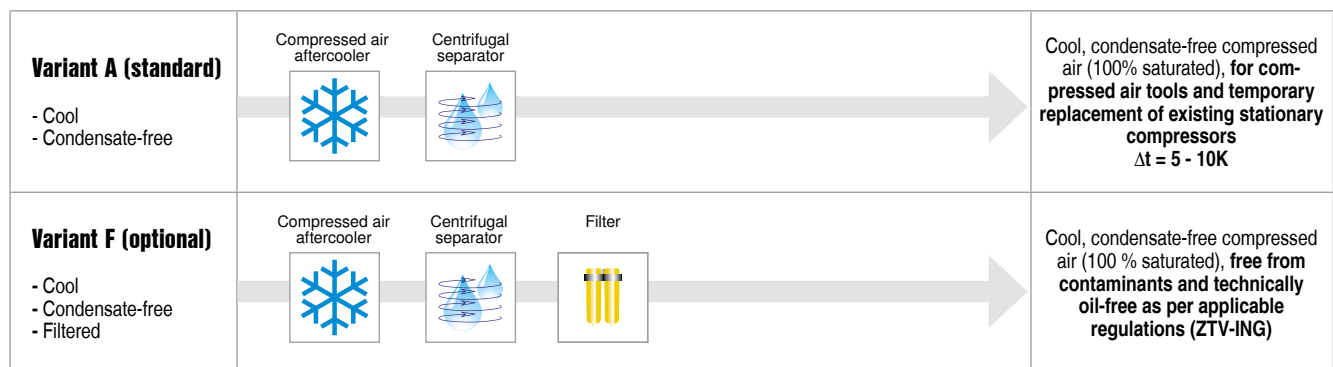 Variant A (standard)
- Cool
- Condensate-free
Compressed air
aftercooler
Centrifugal
separator
Cool, condensate-free compressed
air (100% saturated), for com-
pressed air tools and temporary
replacement of existing stationary
compressors
Δt = 5 - 10K
Variant F (optional)
- Cool
- Condensate-free
- Filtered
Compressed air
aftercooler
Centrifugal
separator
Filter
Cool, condensate-free compressed
air (100 % saturated), free from
contaminants and technically
oil-free as per applicable
regulations (ZTV-ING)